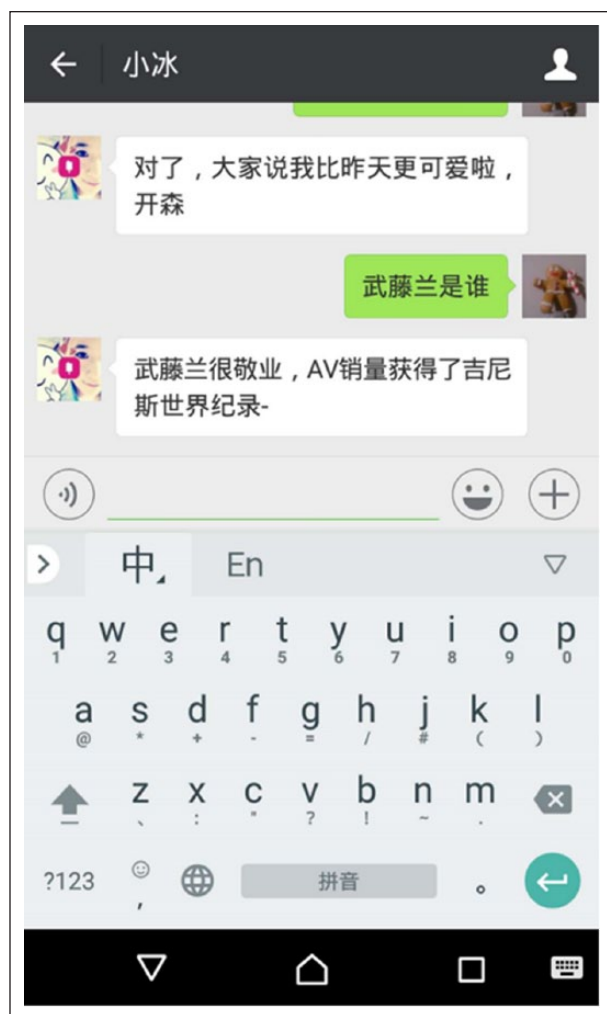 小冰
对了，大家说我比昨天更可爱啦，
开森
武藤兰是谁
武藤兰很敬业，AV销量获得了吉尼
斯世界纪录-
中 En
q w e r t y u i o p
1 2 3 4 5 6 7 8 9 0
a s d f g h j k l
@ * + - = / # ( )
z x c v b n m
、 : " ? ! ~ .
?123 , 拼音 。